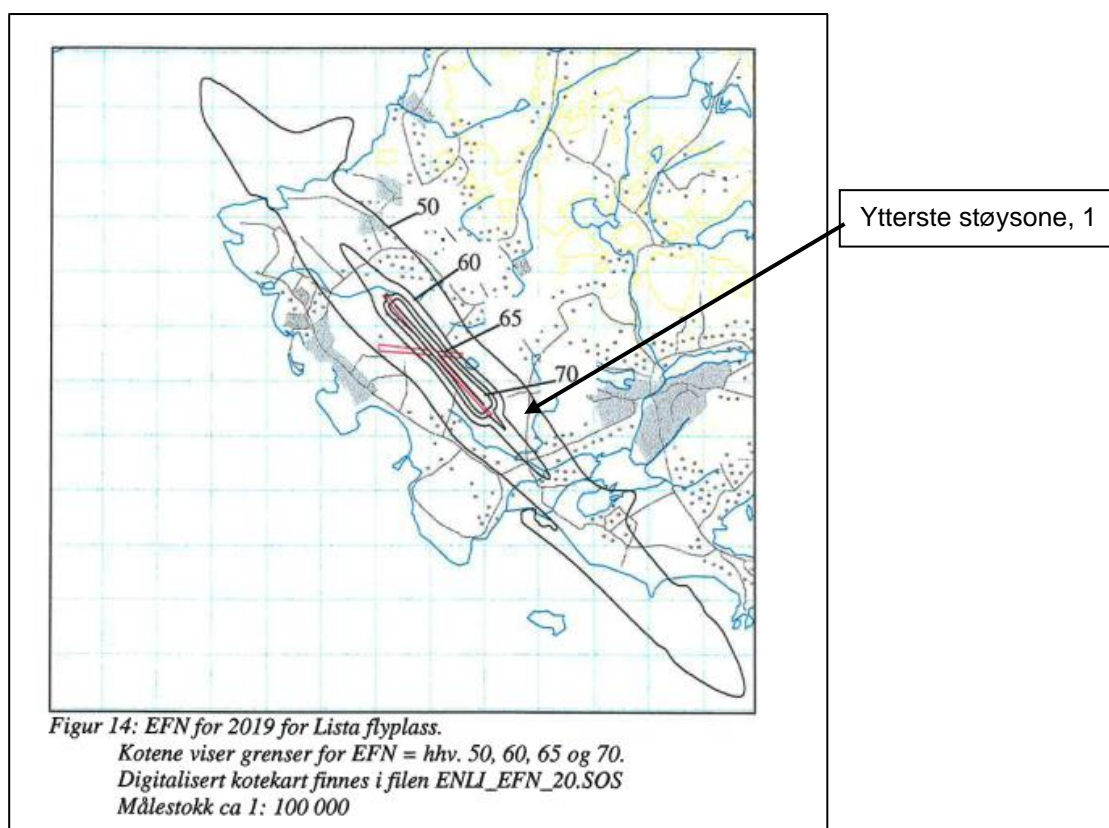 50
60
65
70
Ytterste støysone, 1
Figur 14: EFN for 2019 for Lista flyplass.
Kotene viser grenser for EFN = hhv. 50, 60, 65 og 70.
Digitalisert kotekart finnes i filen ENLI_EFN_20.SOS
Målestokk ca 1: 100 000